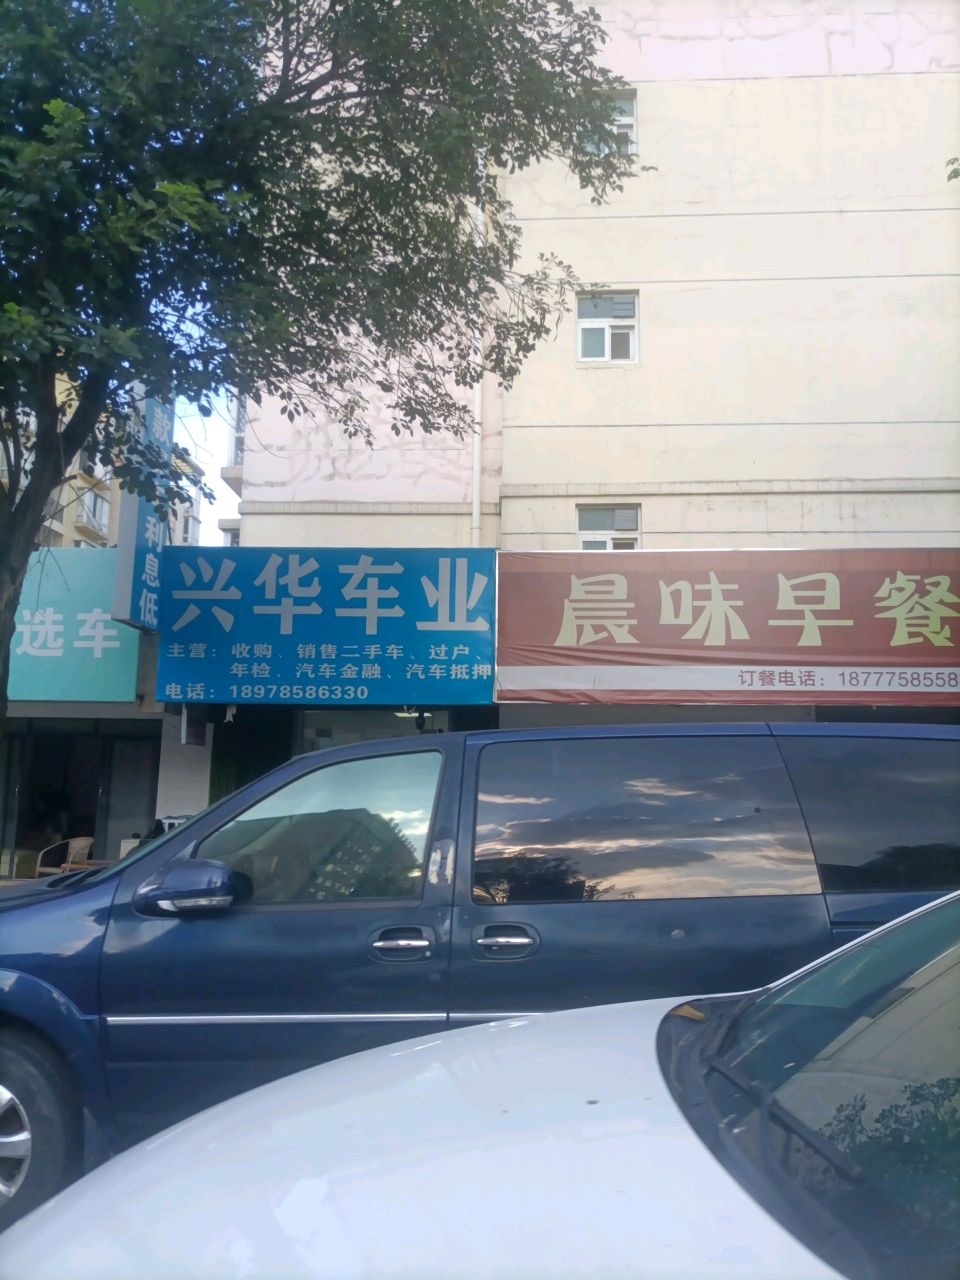 利息低
选车
兴华车业
主营：收购、销售二手车、过户、
年检、汽车金融、汽车抵押
电话：18978586330
晨味早餐
订餐电话：1877758558